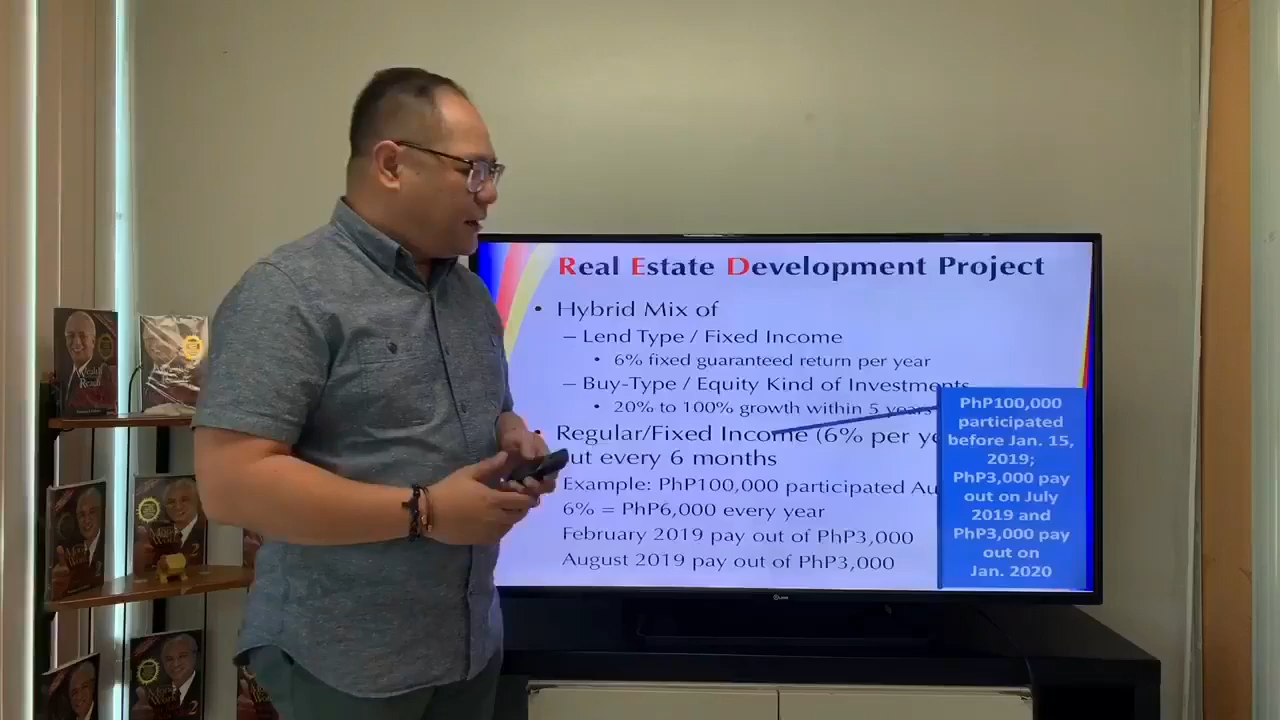 Real Estate Development Project
• Hybrid Mix of
– Lend Type / Fixed Income
• 6% fixed guaranteed return per year
– Buy-Type / Equity Kind of Investments
• 20% to 100% growth within 5 years
• Regular/Fixed Income (6% per ye
out every 6 months
Example: PhP100,000 participated Au
6% = PhP6,000 every year
February 2019 pay out of PhP3,000
August 2019 pay out of PhP3,000
PhP100,000
participated
before Jan. 15,
2019;
PhP3,000 pay
out on July
2019 and
PhP3,000 pay
out on
Jan. 2020